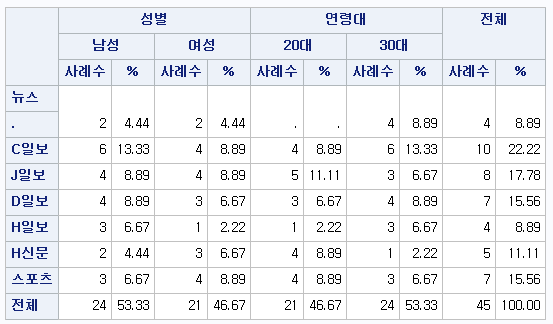 성별 연령대 전체
남성 여성 20대 30대
사례수 % 사례수 % 사례수 % 사례수 % 사례수 %
뉴스
. 2 4.44 2 4.44 . . 4 8.89 4 8.89
C일보 6 13.33 4 8.89 4 8.89 6 13.33 10 22.22
J일보 4 8.89 4 8.89 5 11.11 3 6.67 8 17.78
D일보 4 8.89 3 6.67 3 6.67 4 8.89 7 15.56
H일보 3 6.67 1 2.22 1 2.22 3 6.67 4 8.89
H신문 2 4.44 3 6.67 4 8.89 1 2.22 5 11.11
스포츠 3 6.67 4 8.89 4 8.89 3 6.67 7 15.56
전체 24 53.33 21 46.67 21 46.67 24 53.33 45 100.00